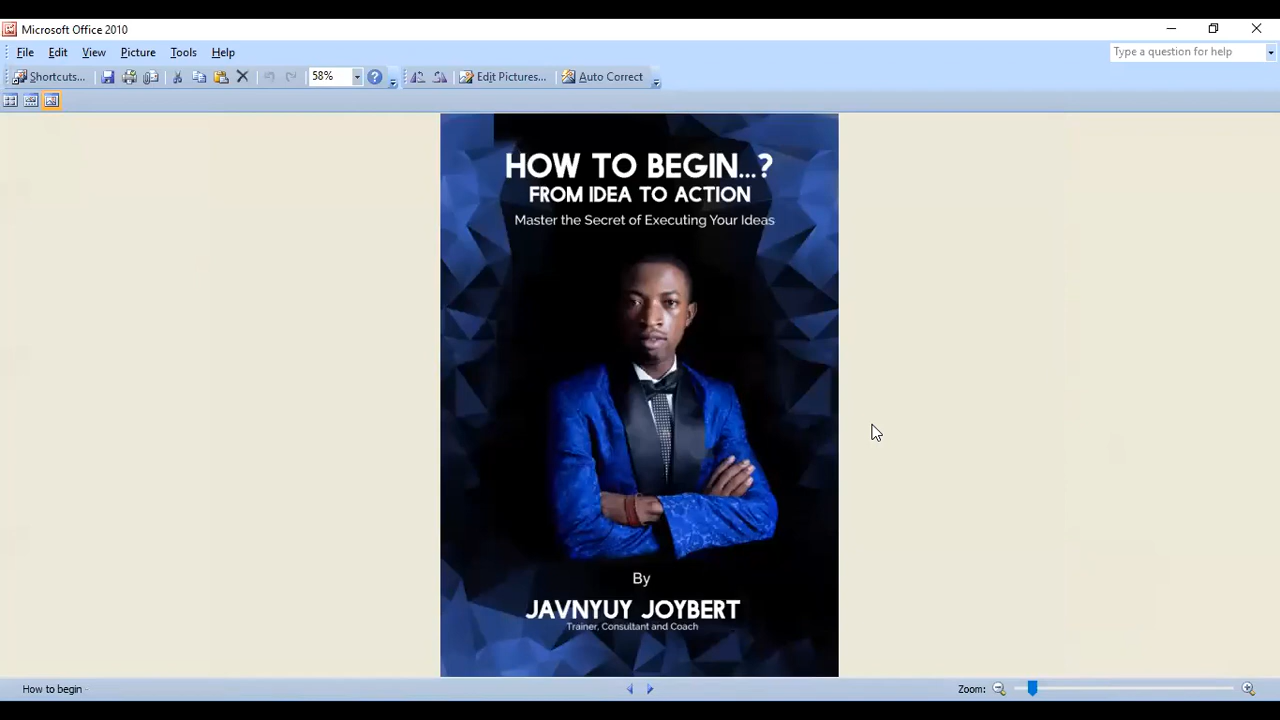 Microsoft Office 2010
File Edit View Picture Tools Help
Type a question for help
Shortcuts... 58% Edit Pictures... Auto Correct
HOW TO BEGIN...?
FROM IDEA TO ACTION
Master the Secret of Executing Your Ideas
By
JAVNYUY JOYBERT
Trainer, Consultant and Coach
How to begin
Zoom: